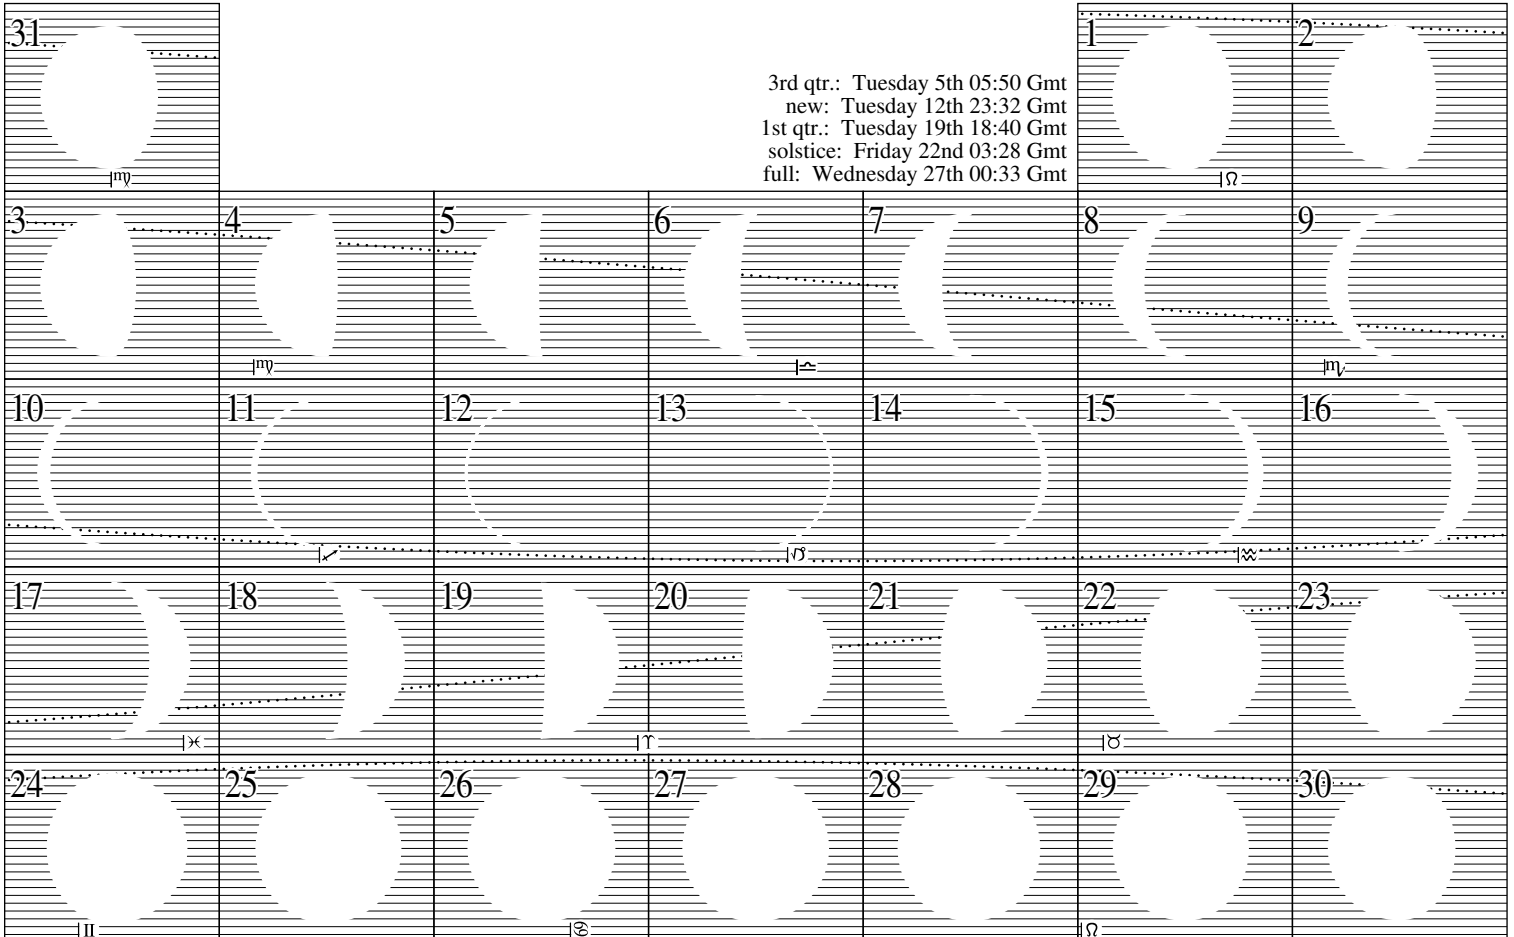 31
1 2
3rd qtr.: Tuesday 5th 05:50 Gmt
new: Tuesday 12th 23:32 Gmt
1st qtr.: Tuesday 19th 18:40 Gmt
solstice: Friday 22nd 03:28 Gmt
full: Wednesday 27th 00:33 Gmt
♍ ♌
3 4 5 6 7 8 9
♍ ♎ ♏
10 11 12 13 14 15 16
♐ ♑ ♒
17 18 19 20 21 22 23
♓ ♈ ♉
24 25 26 27 28 29 30
♊ ♋ ♌